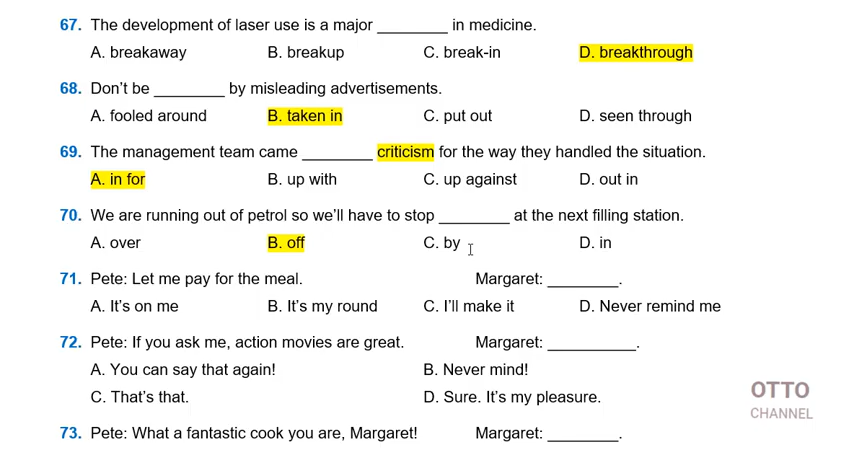 67. The development of laser use is a major ________ in medicine.
A. breakaway B. breakup C. break-in D. breakthrough
68. Don’t be ________ by misleading advertisements.
A. fooled around B. taken in C. put out D. seen through
69. The management team came ________ criticism for the way they handled the situation.
A. in for B. up with C. up against D. out in
70. We are running out of petrol so we’ll have to stop ________ at the next filling station.
A. over B. off C. by D. in
71. Pete: Let me pay for the meal. Margaret: ________.
A. It’s on me B. It’s my round C. I’ll make it D. Never remind me
72. Pete: If you ask me, action movies are great. Margaret: __________.
A. You can say that again! B. Never mind!
C. That’s that. D. Sure. It’s my pleasure.
OTTO
CHANNEL
73. Pete: What a fantastic cook you are, Margaret! Margaret: ________.